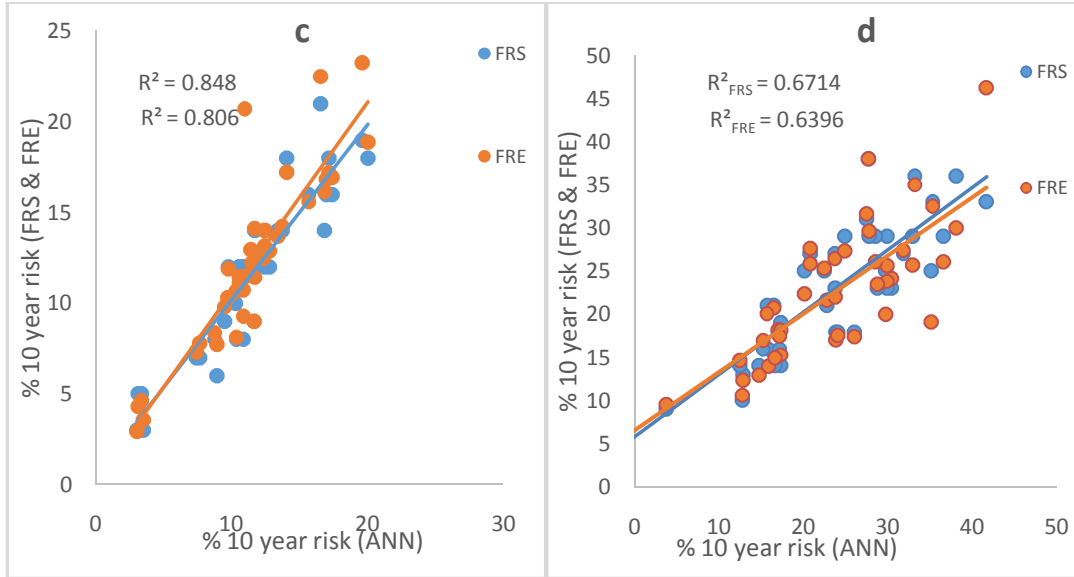 c
25
20
15
10
5
0
% 10 year risk (FRS & FRE)
R² = 0.848
R² = 0.806
FRS
FRE
0 10 20 30
% 10 year risk (ANN)
d
50
45
40
35
30
25
20
15
10
5
0
% 10 year risk (FRS & FRE)
R²FRS = 0.6714
R²FRE = 0.6396
FRS
FRE
0 10 20 30 40 50
% 10 year risk (ANN)